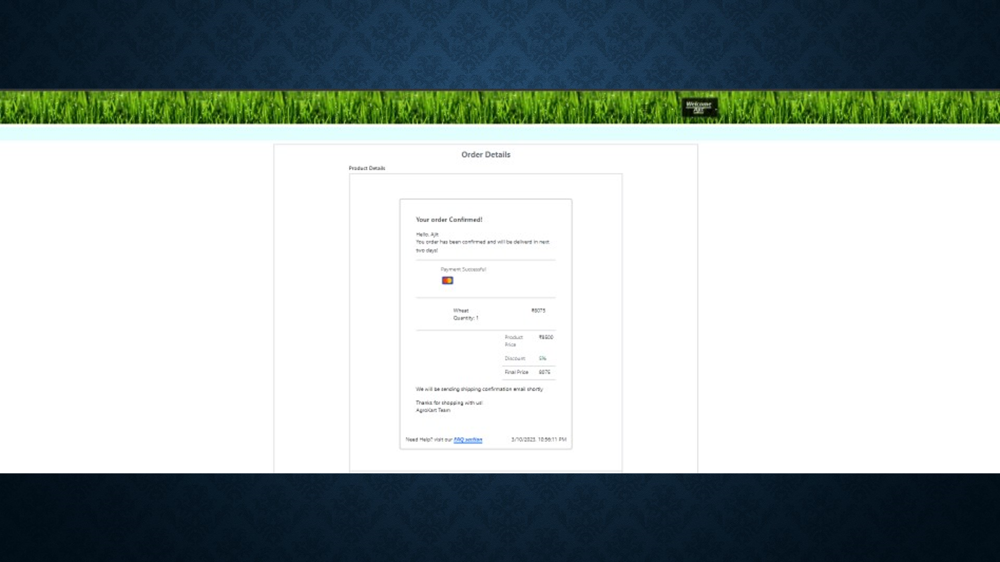 Welcome
Ajit
Order Details
Product Details
Your order Confirmed!
Hello, Ajit
You order has been confirmed and will be deliverd in next
two days!
Payment Successful
Wheat ₹8075
Quantity: 1
Product ₹8500
Price
Discount 5%
Final Price 8075
We will be sending shipping confirmation email shortly
Thanks for shopping with us!
AgroKart Team
Need Help? visit our FAQ section 3/10/2023, 10:56:11 PM